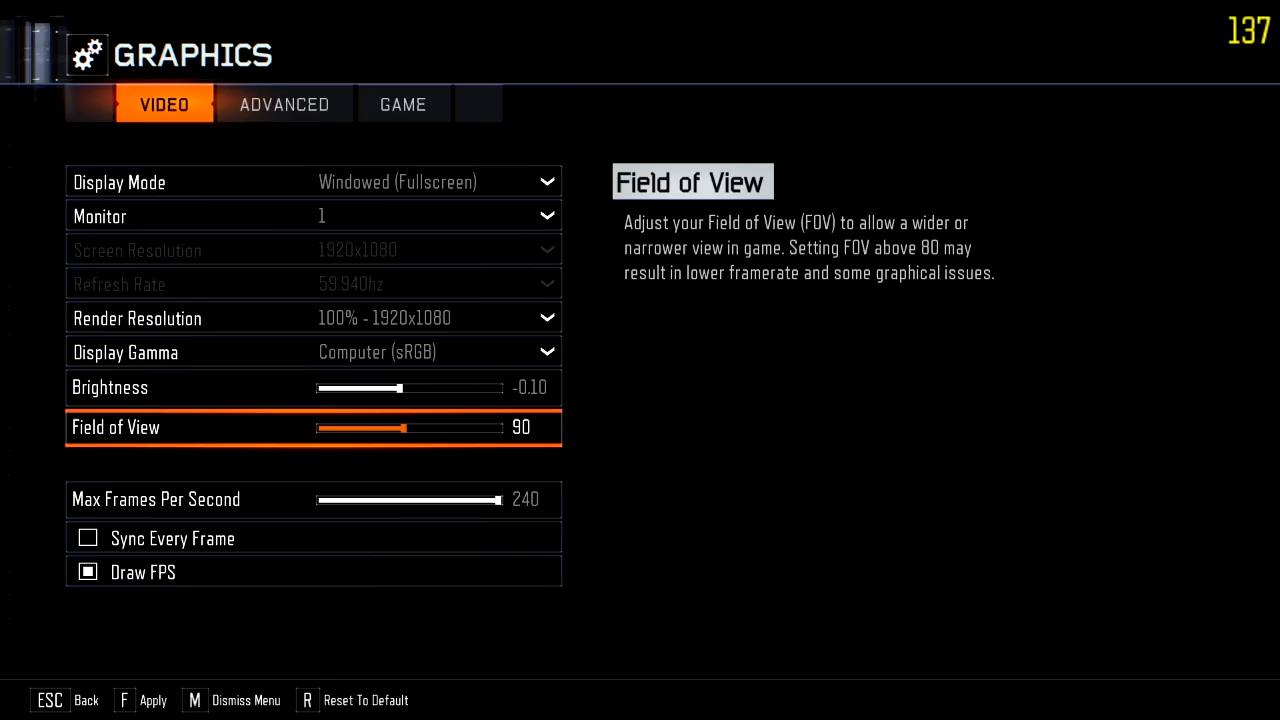 137
GRAPHICS
VIDEO ADVANCED GAME
Display Mode Windowed (Fullscreen)
Monitor 1
Screen Resolution 1920x1080
Refresh Rate 59.940hz
Render Resolution 100% - 1920x1080
Display Gamma Computer (sRGB)
Brightness -0.10
Field of View 90
Max Frames Per Second 240
Sync Every Frame
Draw FPS
Field of View
Adjust your Field of View (FOV) to allow a wider or
narrower view in game. Setting FOV above 80 may
result in lower framerate and some graphical issues.
ESC Back F Apply M Dismiss Menu R Reset To Default